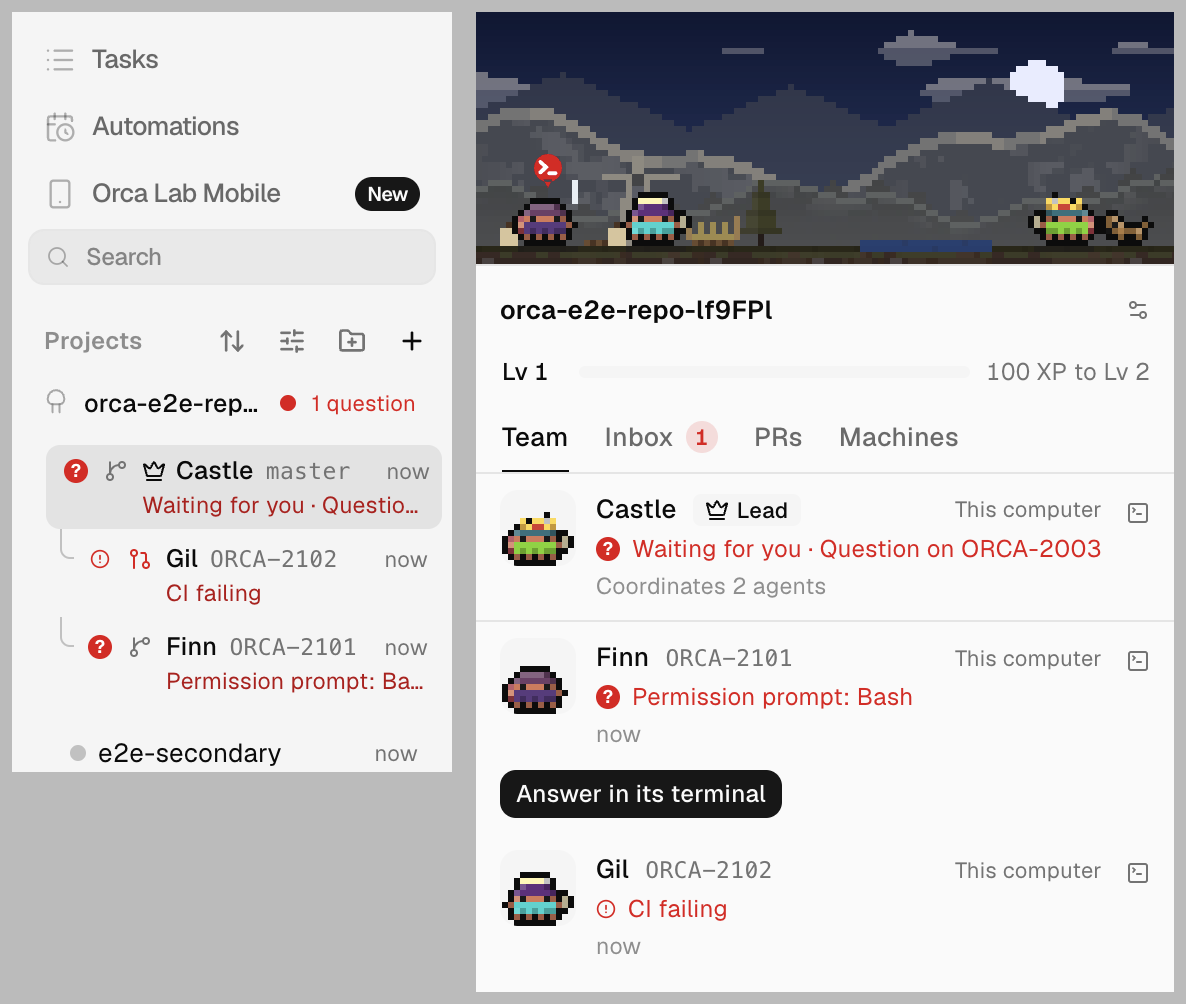 Tasks
Automations
Orca Lab Mobile New
Search
Projects
orca-e2e-rep... 1 question
Castle master now
Waiting for you · Questio...
Gil ORCA-2102 now
CI failing
Finn ORCA-2101 now
Permission prompt: Ba...
e2e-secondary now
orca-e2e-repo-lf9FPl
Lv 1 100 XP to Lv 2
Team Inbox 1 PRs Machines
Castle Lead This computer
Waiting for you · Question on ORCA-2003
Coordinates 2 agents
Finn ORCA-2101 This computer
Permission prompt: Bash
now
Answer in its terminal
Gil ORCA-2102 This computer
CI failing
now